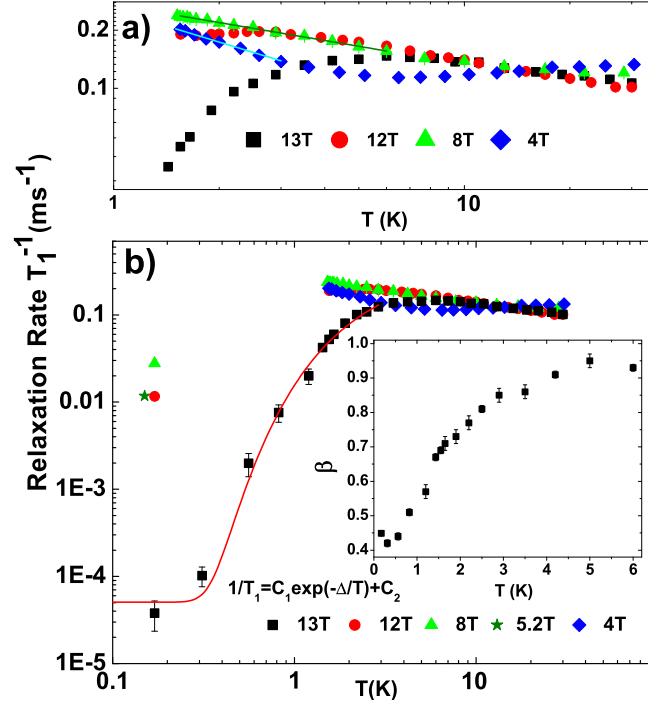 a)
0.2
0.1
13T 12T 8T 4T
1 10
T (K)
Relaxation Rate T₁⁻¹(ms⁻¹)
b)
0.1
0.01
1E-3
1E-4
1E-5
1.0
0.9
0.8
0.7
0.6
0.5
0.4
β
0 1 2 3 4 5 6
T (K)
1/T₁=C₁exp(-Δ/T)+C₂
13T 12T 8T 5.2T 4T
0.1 1 10
T(K)